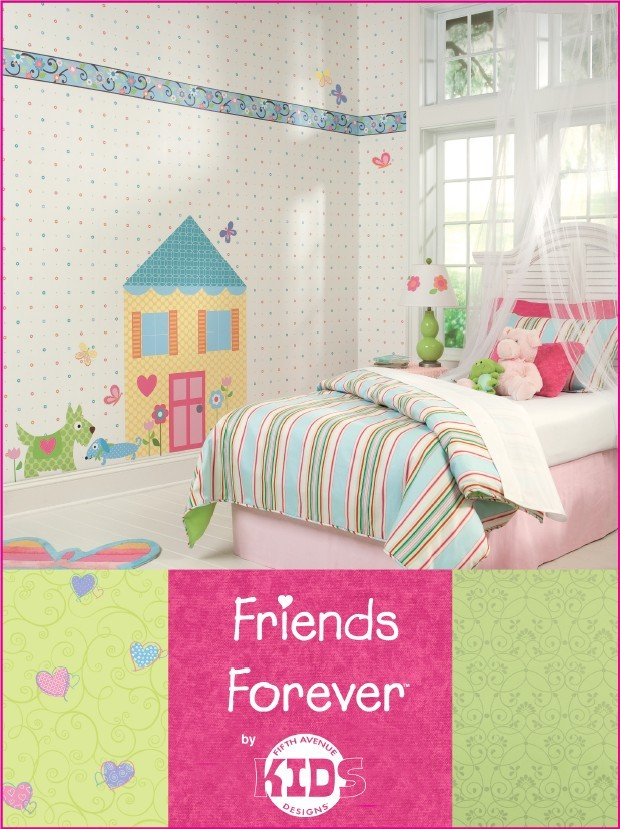 Friends
Forever™
by
FIFTH AVENUE
KIDS
DESIGNS®